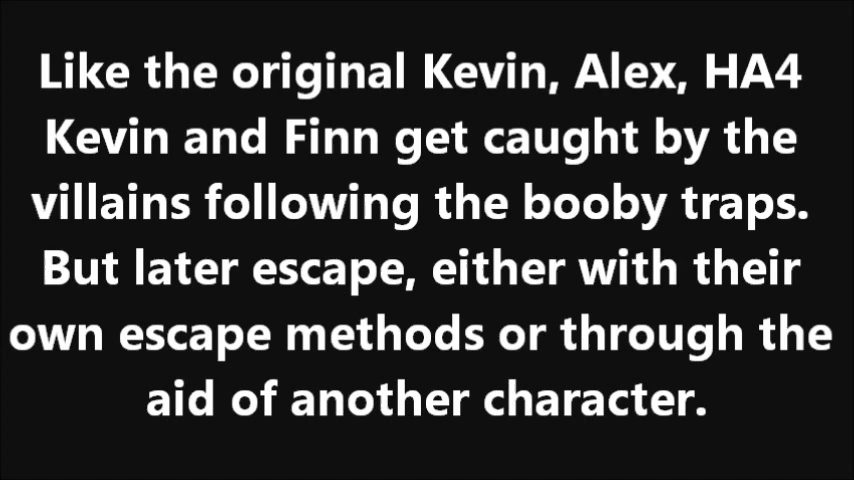 Like the original Kevin, Alex, HA4
Kevin and Finn get caught by the
villains following the booby traps.
But later escape, either with their
own escape methods or through the
aid of another character.